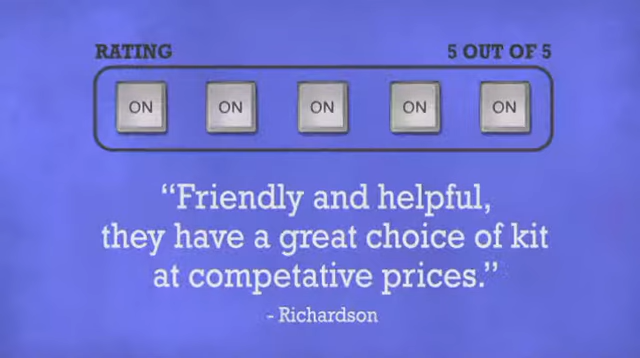 RATING 5 OUT OF 5
ON ON ON ON ON
“Friendly and helpful,
they have a great choice of kit
at competative prices.”
- Richardson